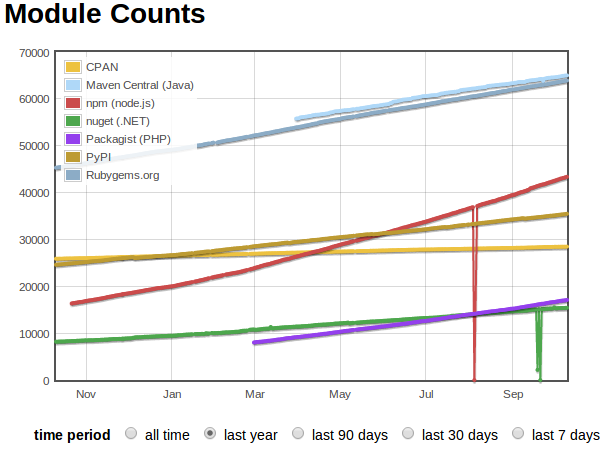 Module Counts
70000
60000
50000
40000
30000
20000
10000
0
CPAN
Maven Central (Java)
npm (node.js)
nuget (.NET)
Packagist (PHP)
PyPI
Rubygems.org
Nov Jan Mar May Jul Sep
time period all time last year last 90 days last 30 days last 7 days